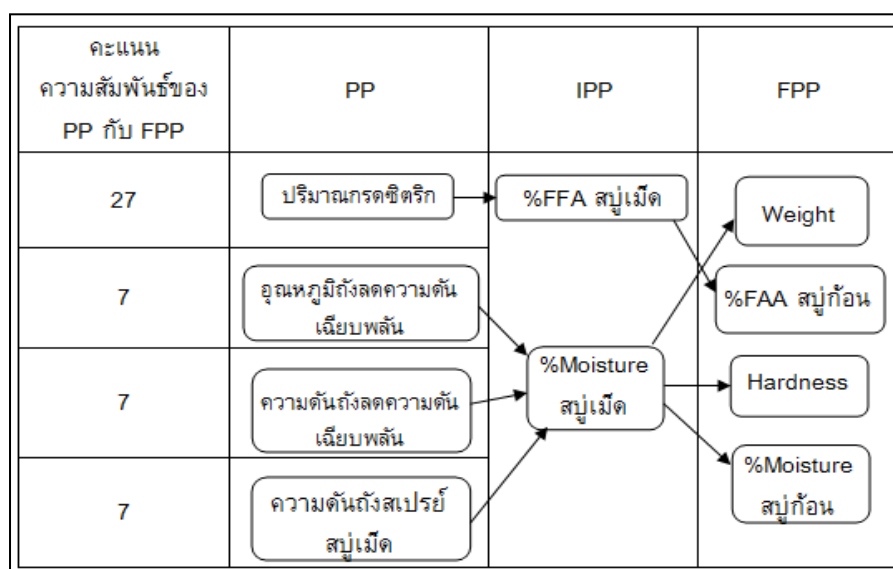 คะแนน
ความสัมพันธ์ของ
PP กับ FPP
PP
IPP
FPP
27
ปริมาณกรดซิตริก
%FFA สบู่เม็ด
Weight
7
อุณหภูมิถังลดความดัน
เฉียบพลัน
%FAA สบู่ก้อน
7
ความดันถังลดความดัน
เฉียบพลัน
%Moisture
สบู่เม็ด
Hardness
7
ความดันถังสเปรย์
สบู่เม็ด
%Moisture
สบู่ก้อน